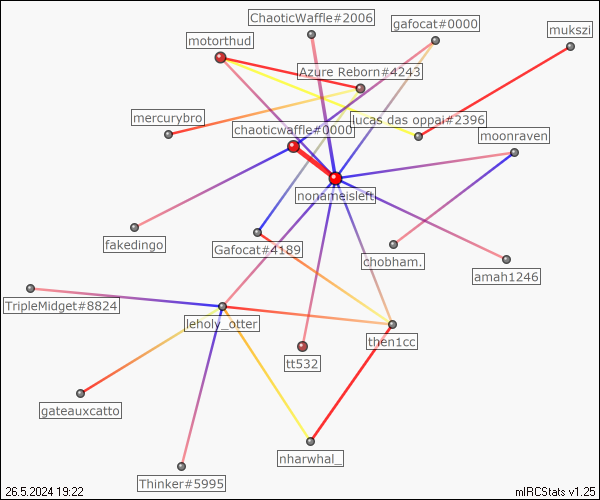 ChaoticWaffle#2006
gafocat#0000
mukszi
motorthud
Azure Reborn#4243
mercurybro
lucas das oppai#2396
chaoticwaffle#0000
moonraven
nonameisleft
fakedingo
Gafocat#4189
chobham.
amah1246
TripleMidget#8824
leholy_otter
then1cc
tt532
gateauxcatto
nharwhal_
Thinker#5995
26.5.2024 19:22
mIRCStats v1.25